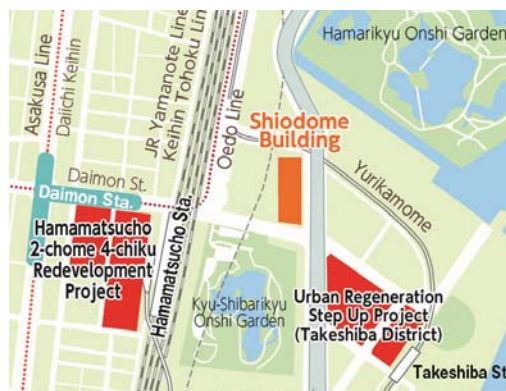 Hamarikyu Onshi Garden
Asakusa Line
Daiichi Keihin
JR Yamanote Line
Keihin Tohoku Line
Oedo Line
Shiodome
Building
Yurikamome
Daimon St.
Daimon Sta.
Hamamatsucho
2-chome 4-chiku
Redevelopment
Project
Hamamatsucho Sta.
Kyu-Shibarikyu
Onshi Garden
Urban Regeneration
Step Up Project
(Takeshiba District)
Takeshiba St